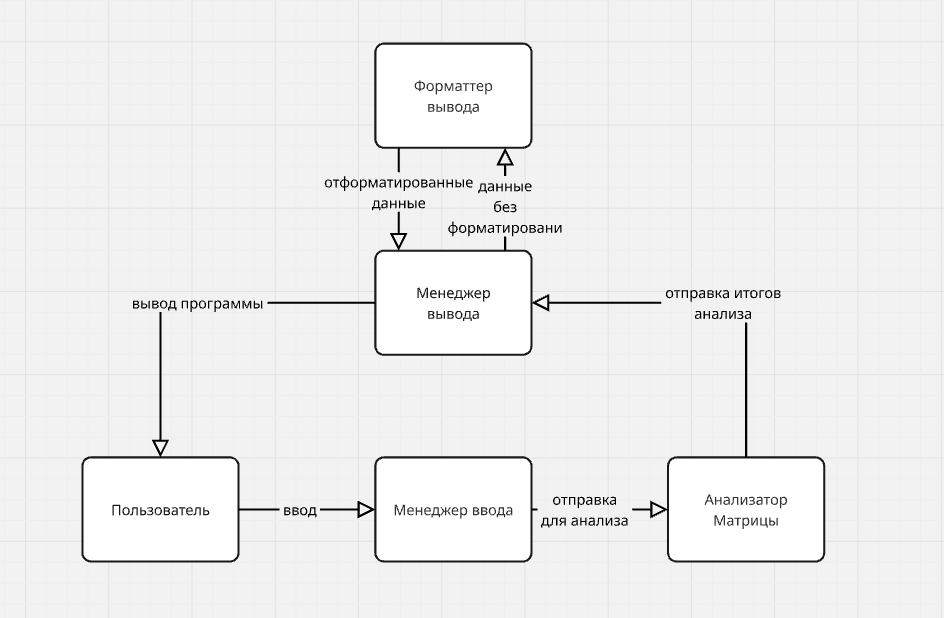 Форматтер
вывода
отформатированные
данные
данные
без
форматировани
Менеджер
вывода
вывод программы
отправка итогов
анализа
Пользователь
ввод
Менеджер ввода
отправка
для анализа
Анализатор
Матрицы